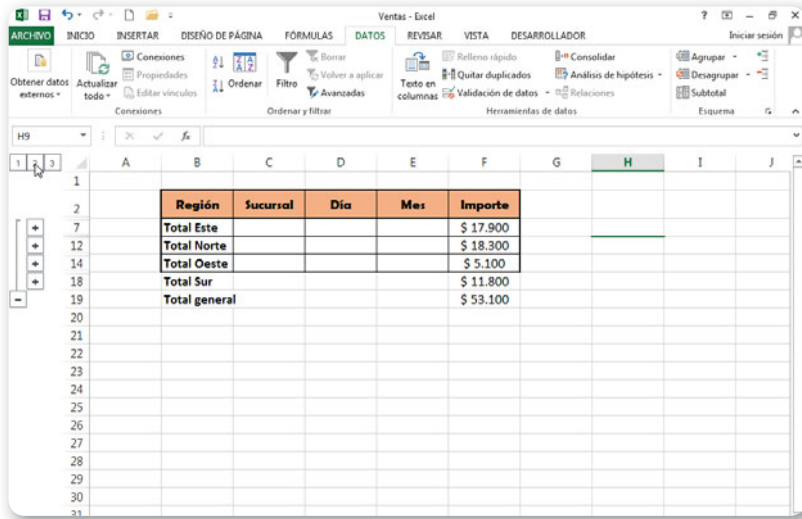 Ventas - Excel
ARCHIVO INICIO INSERTAR DISEÑO DE PÁGINA FÓRMULAS DATOS REVISAR VISTA DESARROLLADOR Iniciar sesión
Obtener datos externos
Actualizar todo
Conexiones
Propiedades
Editar vínculos
Conexiones
Ordenar
Filtro
Borrar
Volver a aplicar
Avanzadas
Ordenar y filtrar
Texto en columnas
Relleno rápido
Quitar duplicados
Validación de datos
Consolidar
Análisis de hipótesis
Relaciones
Herramientas de datos
Agrupar
Desagrupar
Subtotal
Esquema
H9 fx
1 2 3 A B C D E F G H I J
1
2 Región Sucursal Día Mes Importe
7 Total Este $ 17.900
12 Total Norte $ 18.300
14 Total Oeste $ 5.100
18 Total Sur $ 11.800
19 Total general $ 53.100
20
21
22
23
24
25
26
27
28
29
30
31